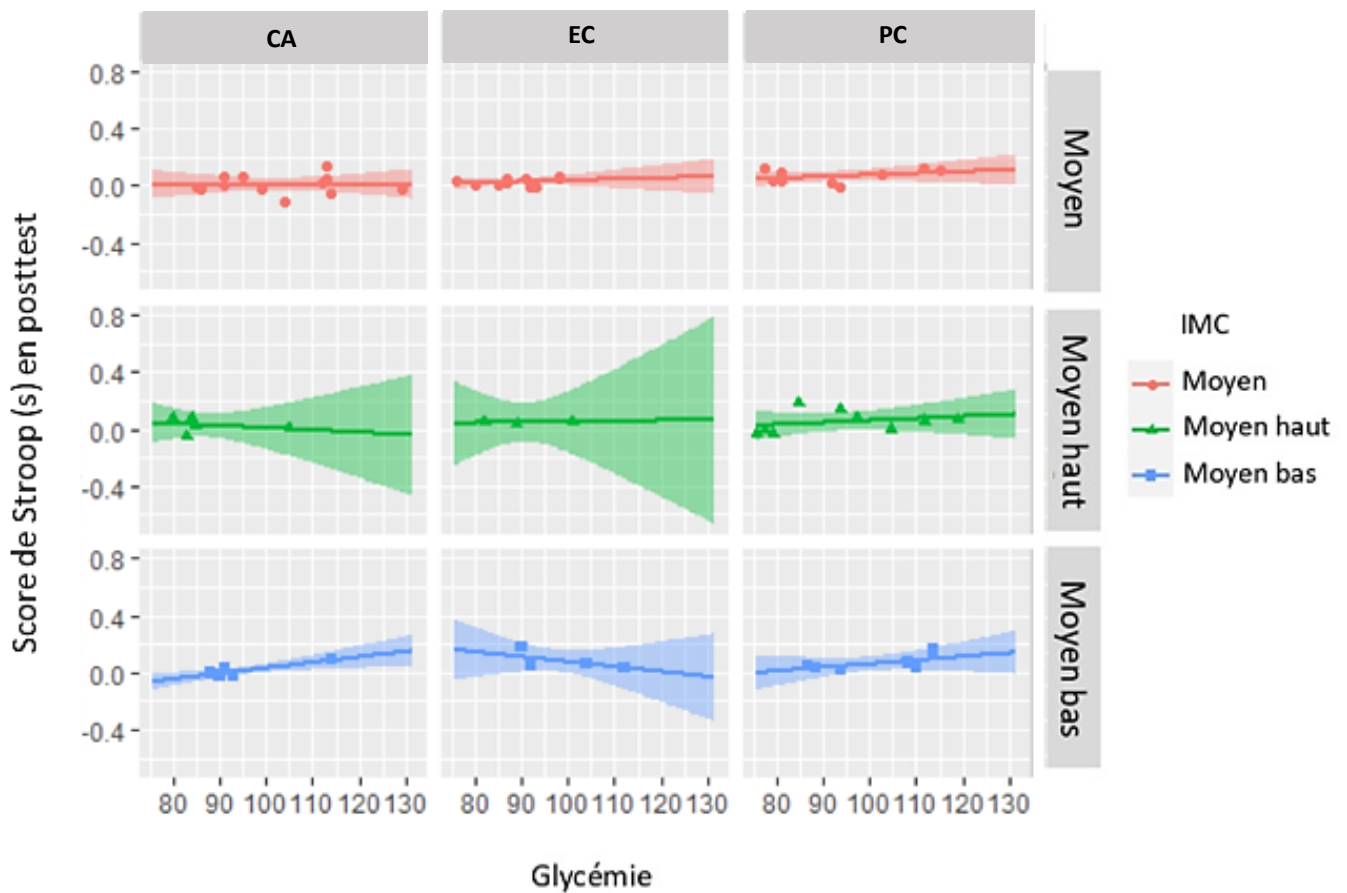 CA EC PC
0.8
0.4
0.0
-0.4
Moyen
0.8
0.4
0.0
-0.4
Moyen haut
0.8
0.4
0.0
-0.4
Moyen bas
80 90 100 110 120 130 80 90 100 110 120 130 80 90 100 110 120 130
Score de Stroop (s) en posttest
Glycémie
IMC
Moyen
Moyen haut
Moyen bas